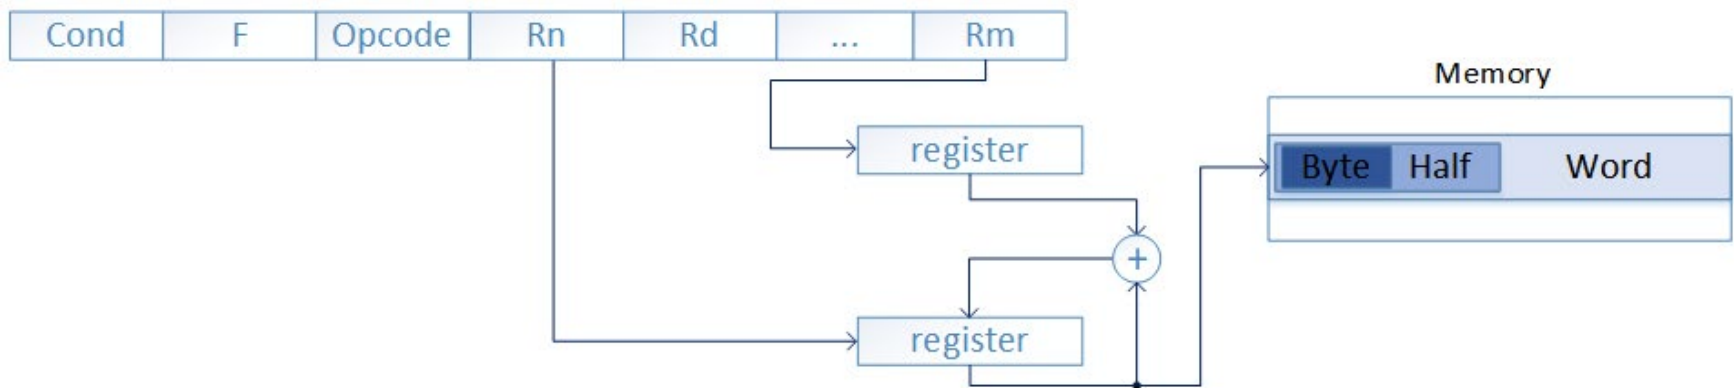 Cond F Opcode Rn Rd ... Rm
Memory
register
Byte Half Word
+
register